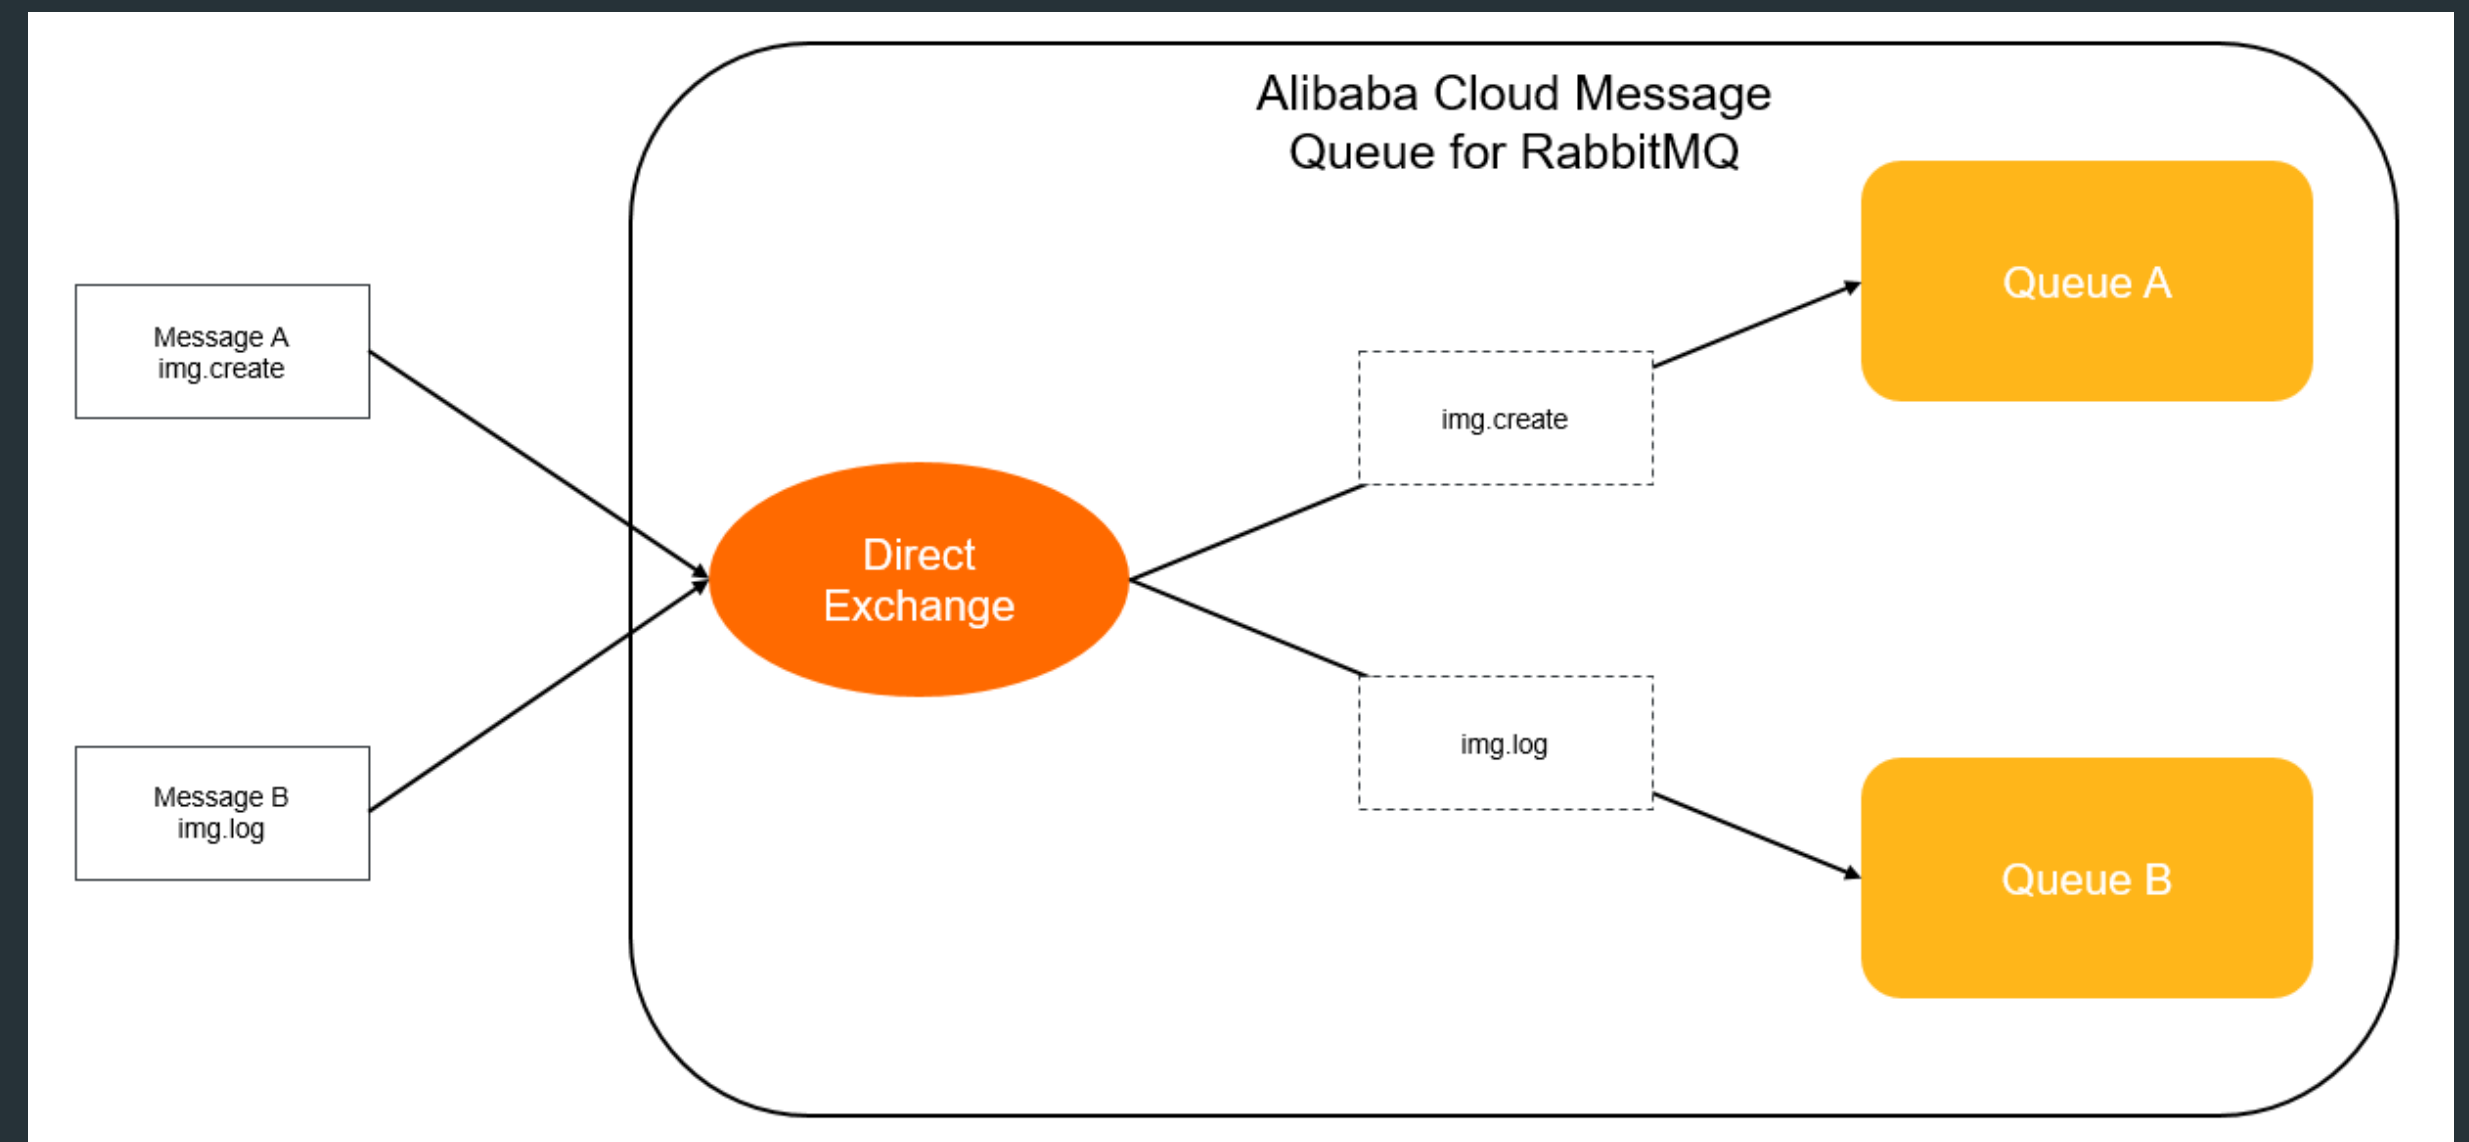 Alibaba Cloud Message
Queue for RabbitMQ
Message A
img.create
Message B
img.log
Direct
Exchange
img.create
img.log
Queue A
Queue B